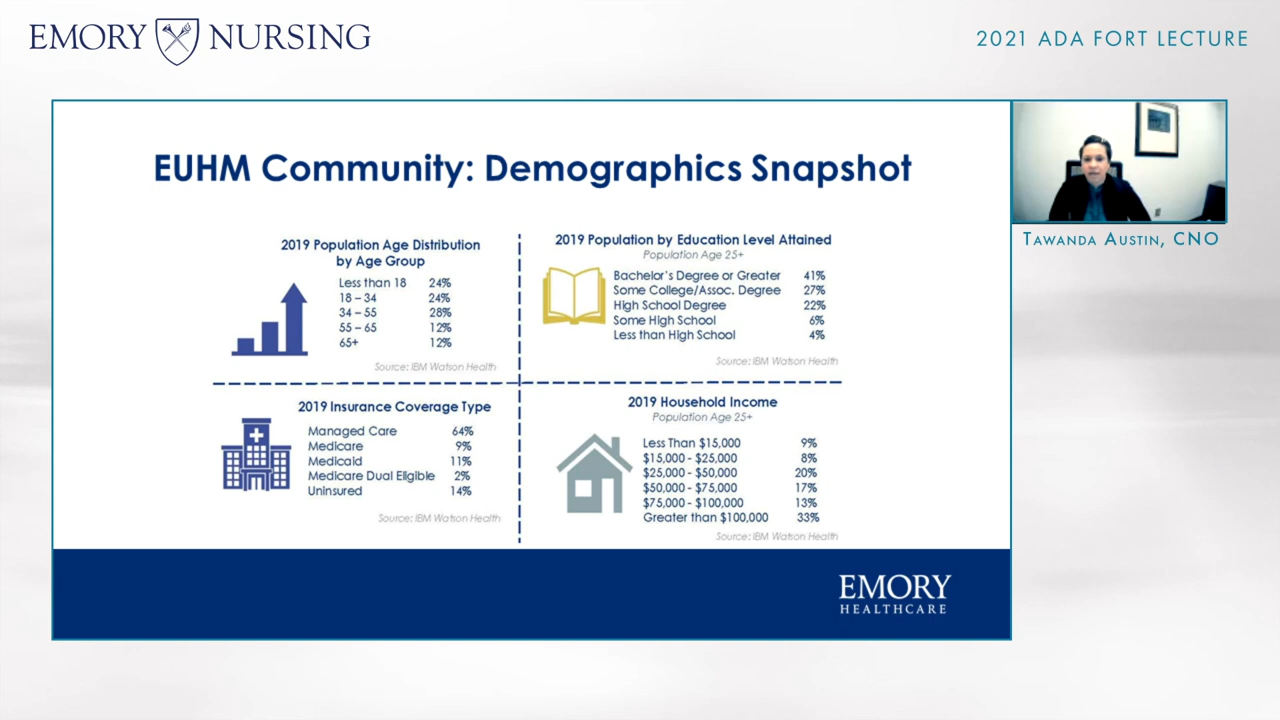 EMORY NURSING
2021 ADA FORT LECTURE
EUHM Community: Demographics Snapshot
2019 Population Age Distribution
by Age Group
Less than 18 24%
18 – 34 24%
34 – 55 28%
55 – 65 12%
65+ 12%
Source: IBM Watson Health
2019 Population by Education Level Attained
Population Age 25+
Bachelor's Degree or Greater 41%
Some College/Assoc. Degree 27%
High School Degree 22%
Some High School 6%
Less than High School 4%
Source: IBM Watson Health
2019 Insurance Coverage Type
Managed Care 64%
Medicare 9%
Medicaid 11%
Medicare Dual Eligible 2%
Uninsured 14%
Source: IBM Watson Health
2019 Household Income
Population Age 25+
Less Than $15,000 9%
$15,000 - $25,000 8%
$25,000 - $50,000 20%
$50,000 - $75,000 17%
$75,000 - $100,000 13%
Greater than $100,000 33%
Source: IBM Watson Health
EMORY
HEALTHCARE
TAWANDA AUSTIN, CNO